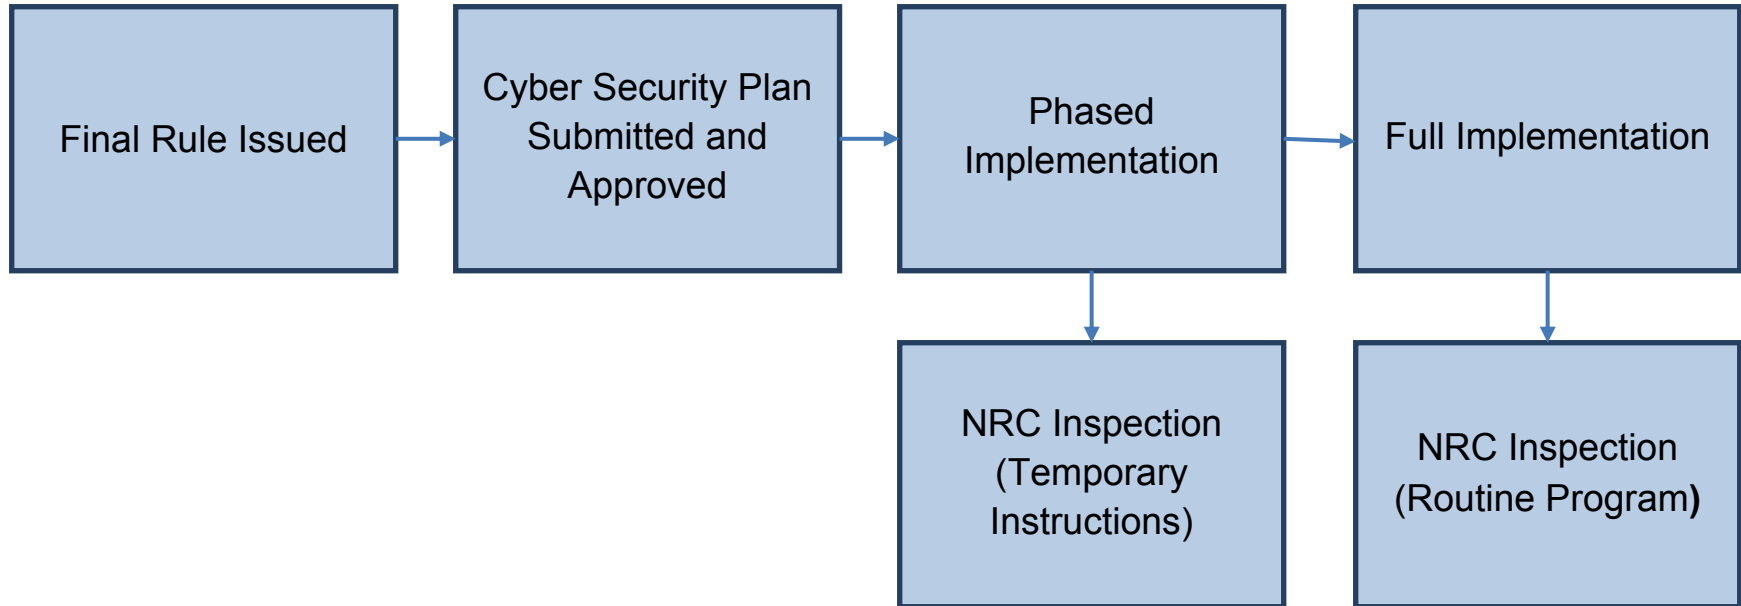 Final Rule Issued
Cyber Security Plan
Submitted and
Approved
Phased
Implementation
Full Implementation
NRC Inspection
(Temporary
Instructions)
NRC Inspection
(Routine Program)